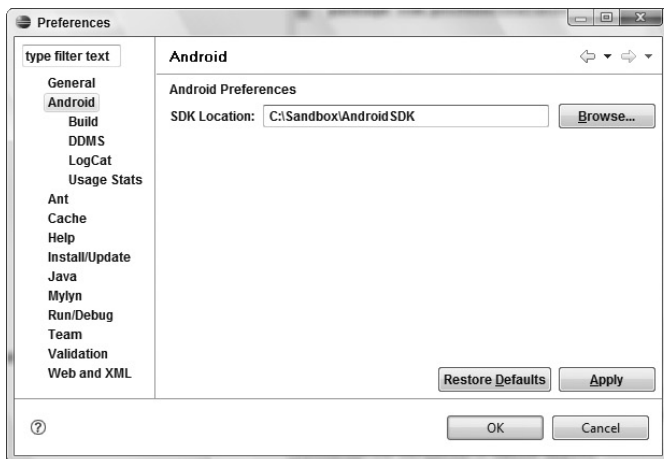 Preferences
type filter text
General
Android
Build
DDMS
LogCat
Usage Stats
Ant
Cache
Help
Install/Update
Java
Mylyn
Run/Debug
Team
Validation
Web and XML
Android
Android Preferences
SDK Location: C:\Sandbox\AndroidSDK Browse...
Restore Defaults Apply
OK Cancel